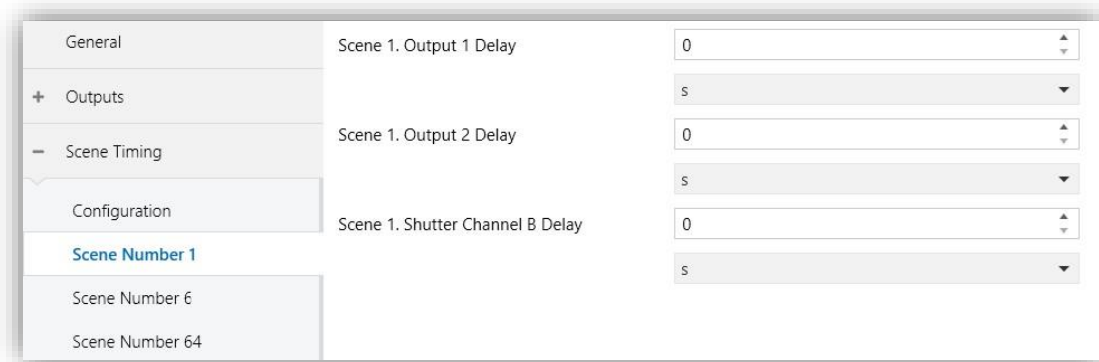 General
+ Outputs
− Scene Timing
Configuration
Scene Number 1
Scene Number 6
Scene Number 64
Scene 1. Output 1 Delay
0
s
Scene 1. Output 2 Delay
0
s
Scene 1. Shutter Channel B Delay
0
s